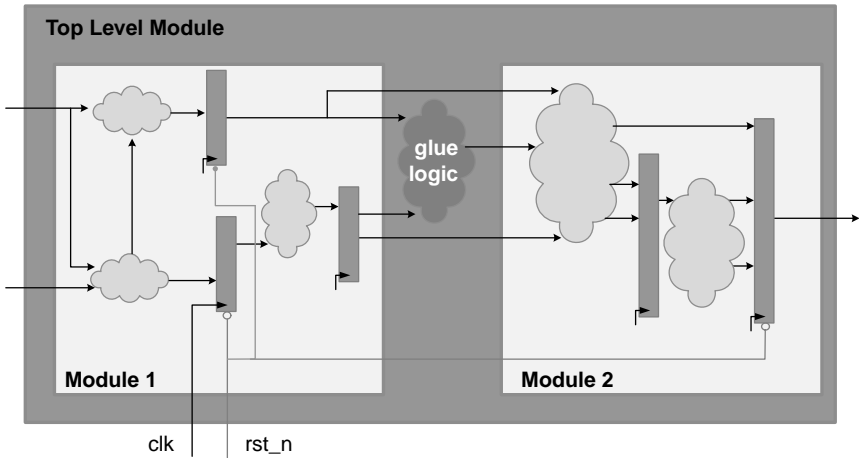 Top Level Module
glue
logic
Module 1
Module 2
clk
rst_n